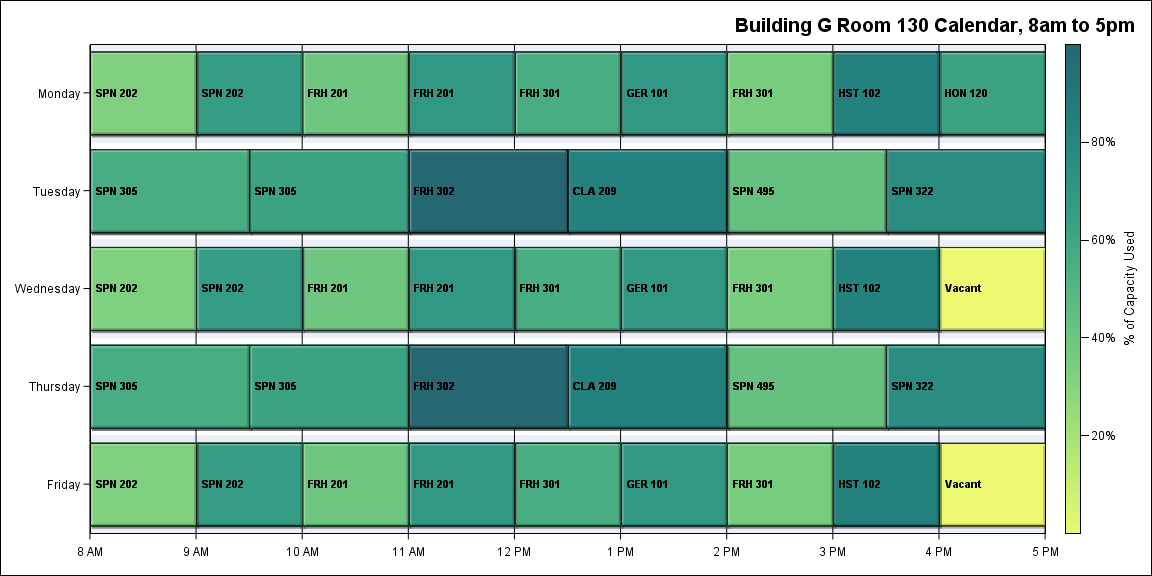 Building G Room 130 Calendar, 8am to 5pm
Monday
SPN 202
SPN 202
FRH 201
FRH 201
FRH 301
GER 101
FRH 301
HST 102
HON 120
Tuesday
SPN 305
SPN 305
FRH 302
CLA 209
SPN 495
SPN 322
Wednesday
SPN 202
SPN 202
FRH 201
FRH 201
FRH 301
GER 101
FRH 301
HST 102
Vacant
Thursday
SPN 305
SPN 305
FRH 302
CLA 209
SPN 495
SPN 322
Friday
SPN 202
SPN 202
FRH 201
FRH 201
FRH 301
GER 101
FRH 301
HST 102
Vacant
8 AM
9 AM
10 AM
11 AM
12 PM
1 PM
2 PM
3 PM
4 PM
5 PM
80%
60%
40%
20%
% of Capacity Used